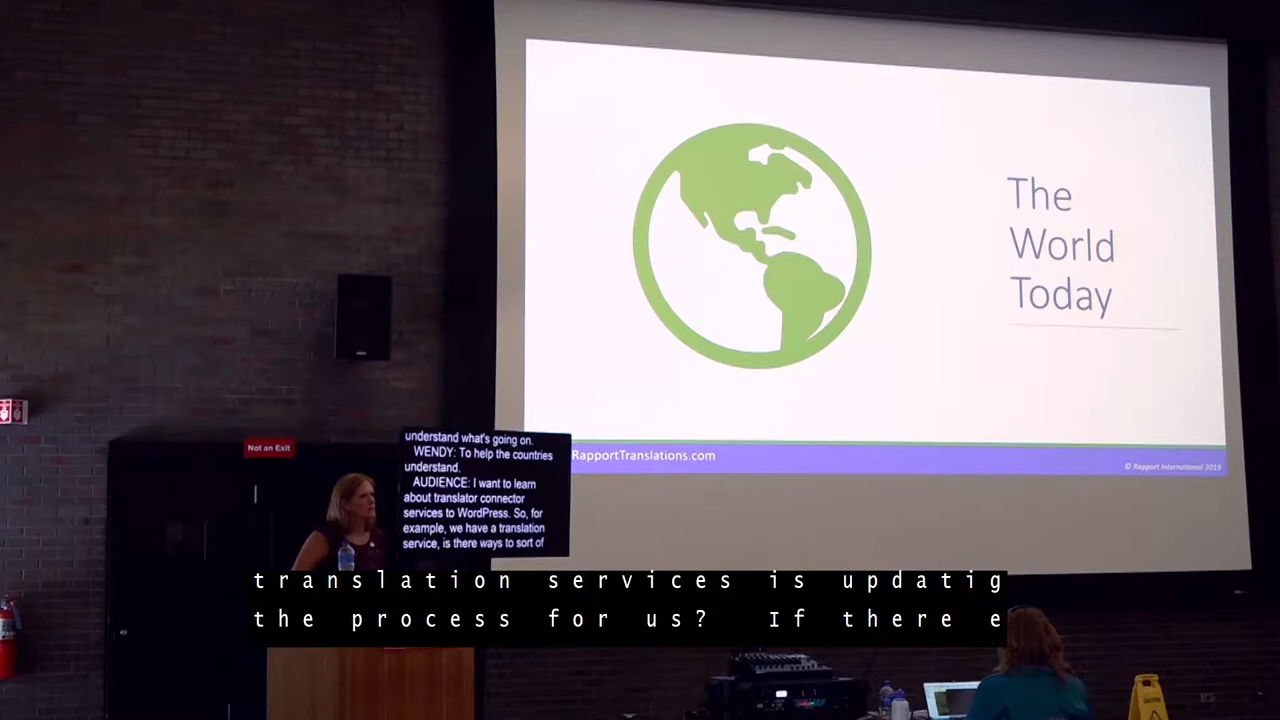 The
World
Today
RapportTranslations.com
© Rapport International 2019
Not an Exit
understand what's going on.
WENDY: To help the countries
understand.
AUDIENCE: I want to learn
about translator connector
services to WordPress. So, for
example, we have a translation
service, is there ways to sort of
translation services is updatig
the process for us? If there e
CAUTION